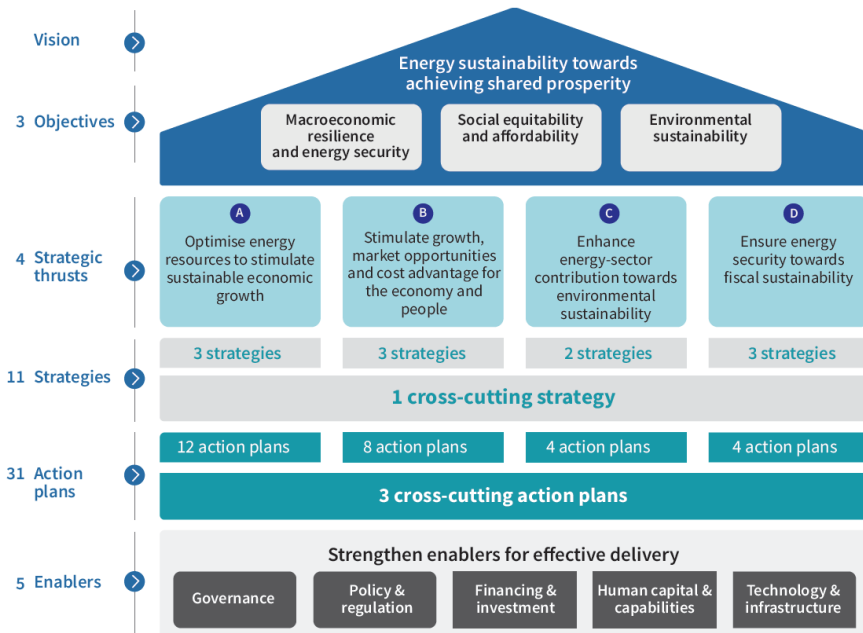 Vision
Energy sustainability towards
achieving shared prosperity
3 Objectives
Macroeconomic
resilience
and energy security
Social equitability
and affordability
Environmental
sustainability
4 Strategic
thrusts
A
Optimise energy
resources to stimulate
sustainable economic
growth
B
Stimulate growth,
market opportunities
and cost advantage for
the economy and
people
C
Enhance
energy-sector
contribution towards
environmental
sustainability
D
Ensure energy
security towards
fiscal sustainability
11 Strategies
3 strategies
3 strategies
2 strategies
3 strategies
1 cross-cutting strategy
31 Action
plans
12 action plans
8 action plans
4 action plans
4 action plans
3 cross-cutting action plans
5 Enablers
Strengthen enablers for effective delivery
Governance
Policy &
regulation
Financing &
investment
Human capital &
capabilities
Technology &
infrastructure